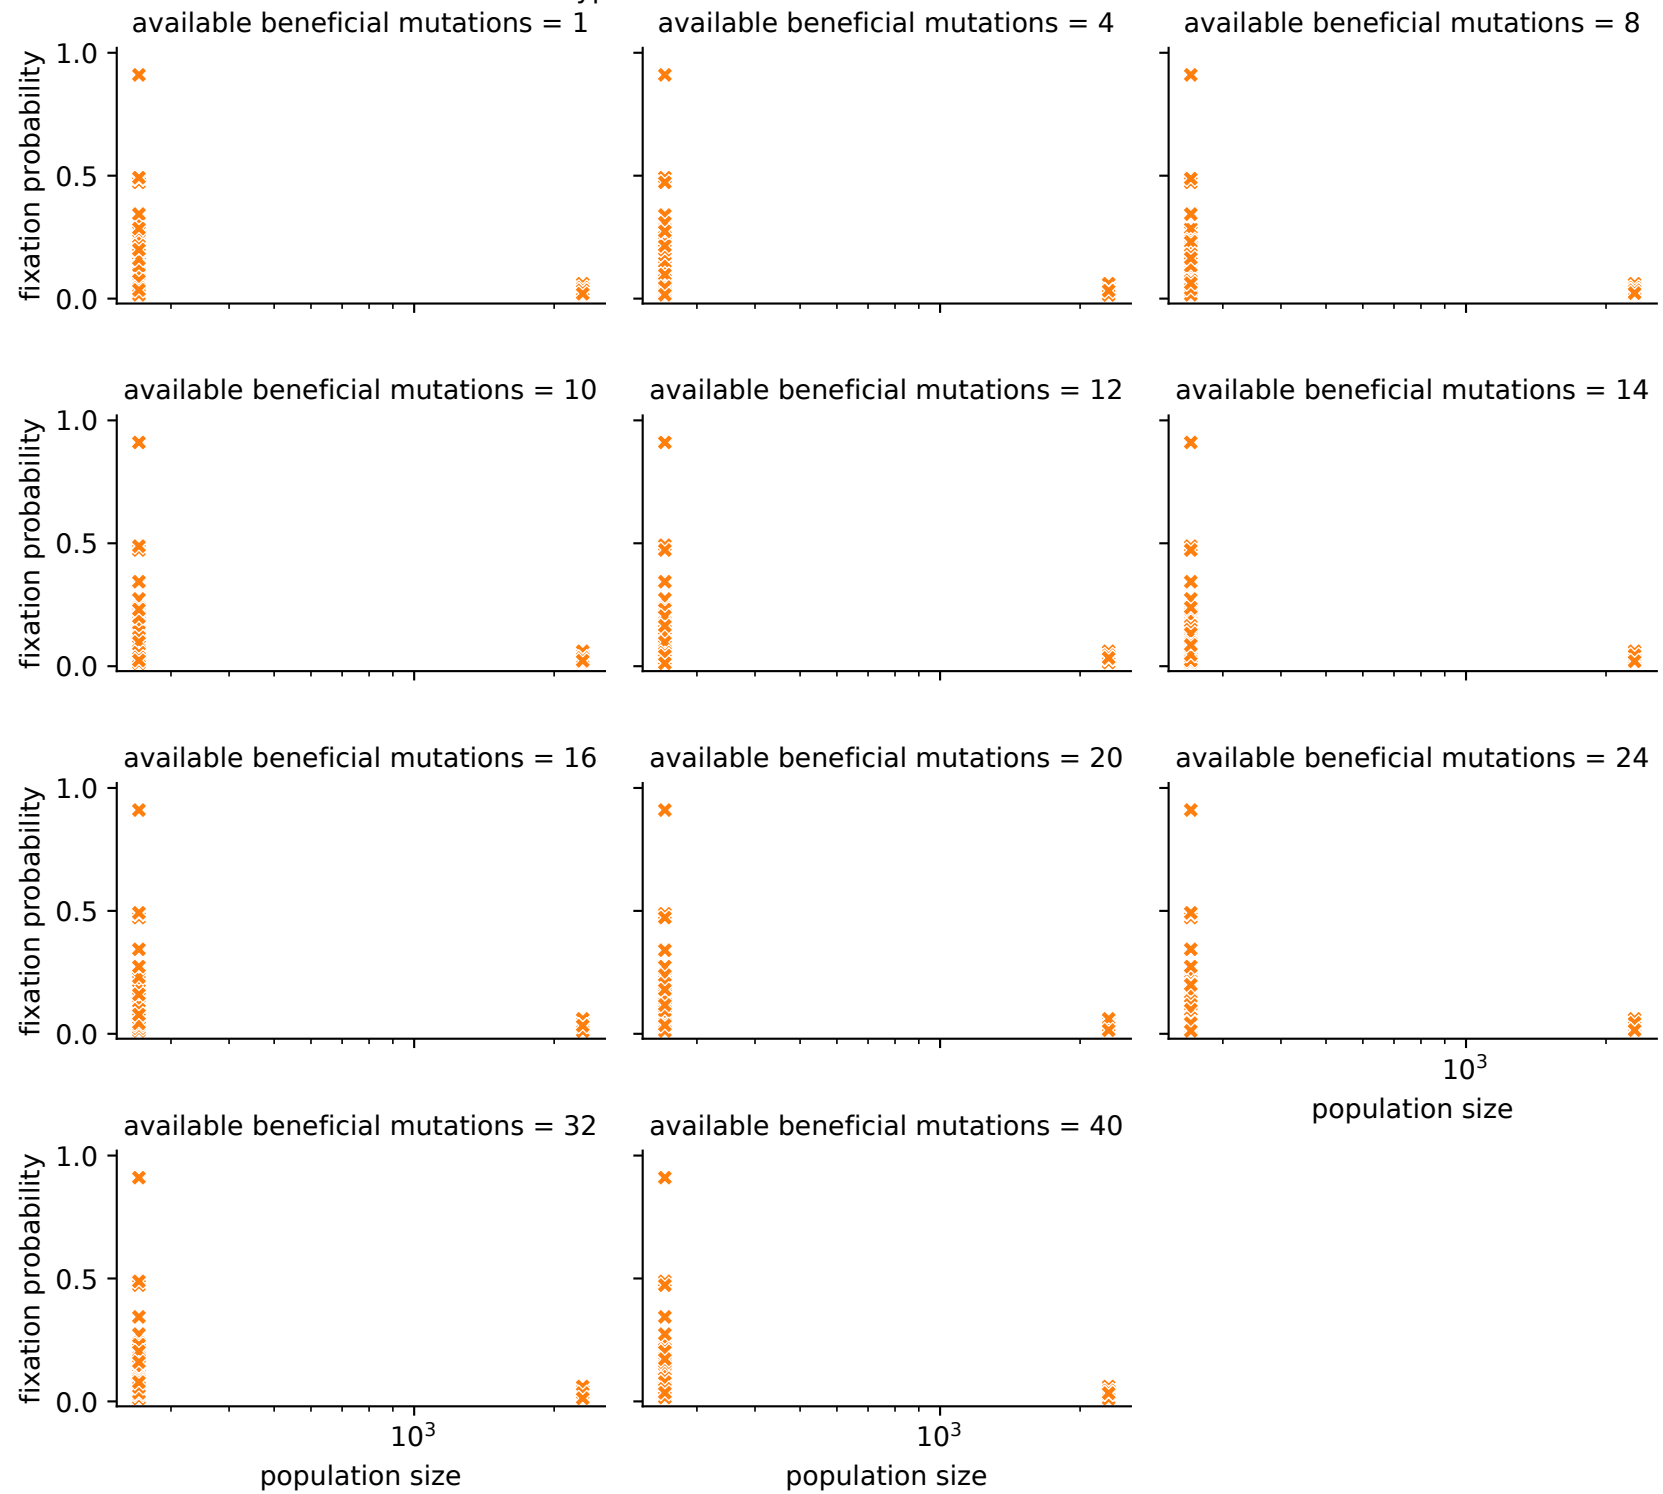 available beneficial mutations = 1
available beneficial mutations = 4
available beneficial mutations = 8
1.0
0.5
0.0
fixation probability
available beneficial mutations = 10
available beneficial mutations = 12
available beneficial mutations = 14
1.0
0.5
0.0
fixation probability
available beneficial mutations = 16
available beneficial mutations = 20
available beneficial mutations = 24
1.0
0.5
0.0
fixation probability
10³
population size
available beneficial mutations = 32
available beneficial mutations = 40
1.0
0.5
0.0
fixation probability
10³
10³
population size
population size